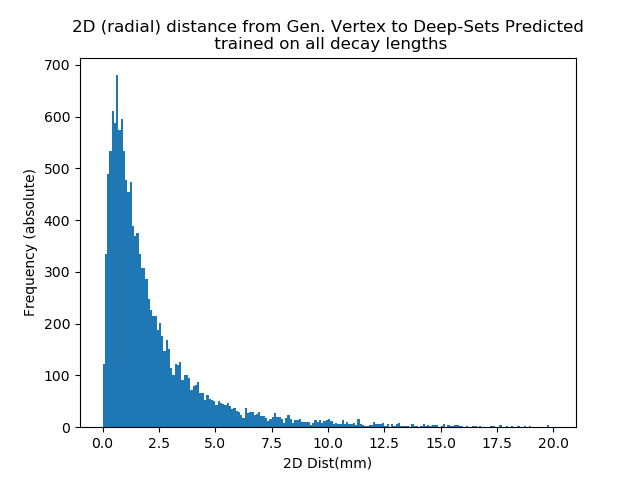 2D (radial) distance from Gen. Vertex to Deep-Sets Predicted
trained on all decay lengths
700
600
500
400
300
200
100
0
Frequency (absolute)
0.0 2.5 5.0 7.5 10.0 12.5 15.0 17.5 20.0
2D Dist(mm)